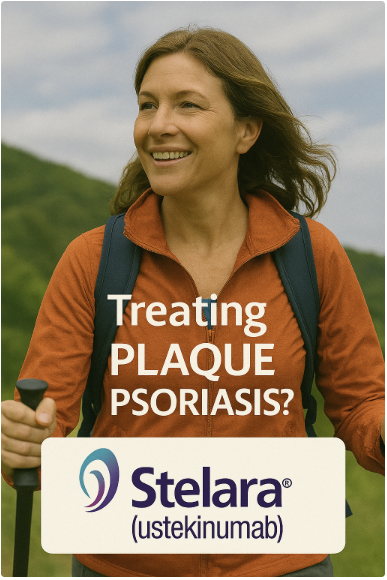 Treating
PLAQUE
PSORIASIS?
Stelara®
(ustekinumab)